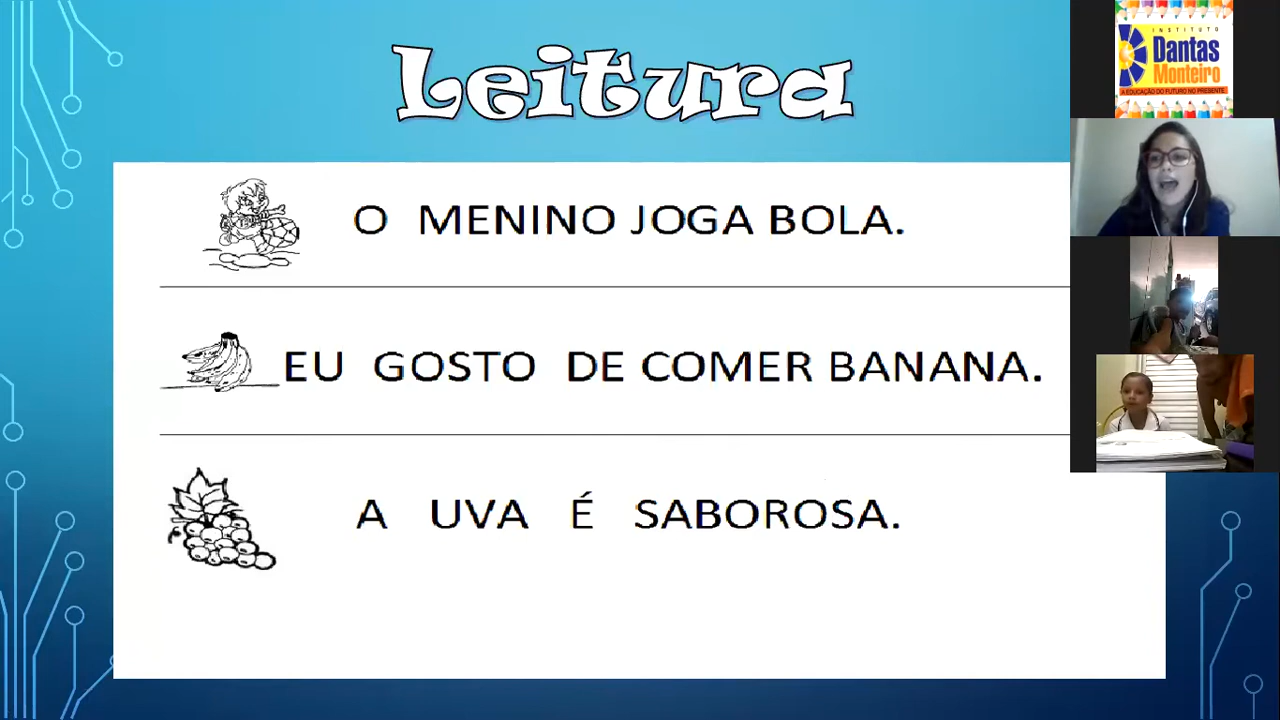 Leitura
O MENINO JOGA BOLA.
EU GOSTO DE COMER BANANA.
A UVA É SABOROSA.
INSTITUTO
Dantas
Monteiro
A EDUCAÇÃO DO FUTURO NO PRESENTE